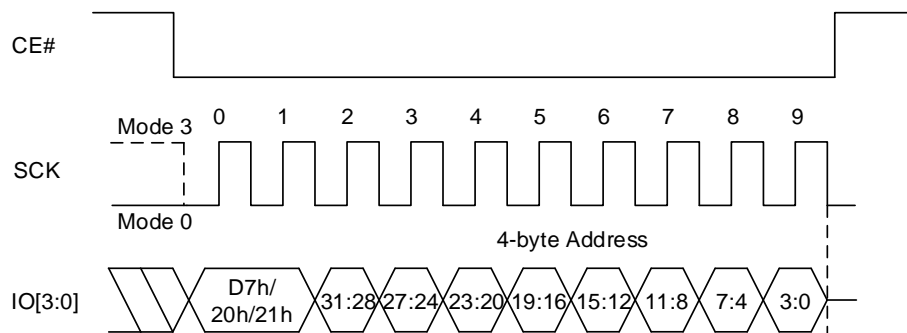 CE#
0 1 2 3 4 5 6 7 8 9
Mode 3
SCK
Mode 0
4-byte Address
IO[3:0]
D7h/
20h/21h
31:28 27:24 23:20 19:16 15:12 11:8 7:4 3:0